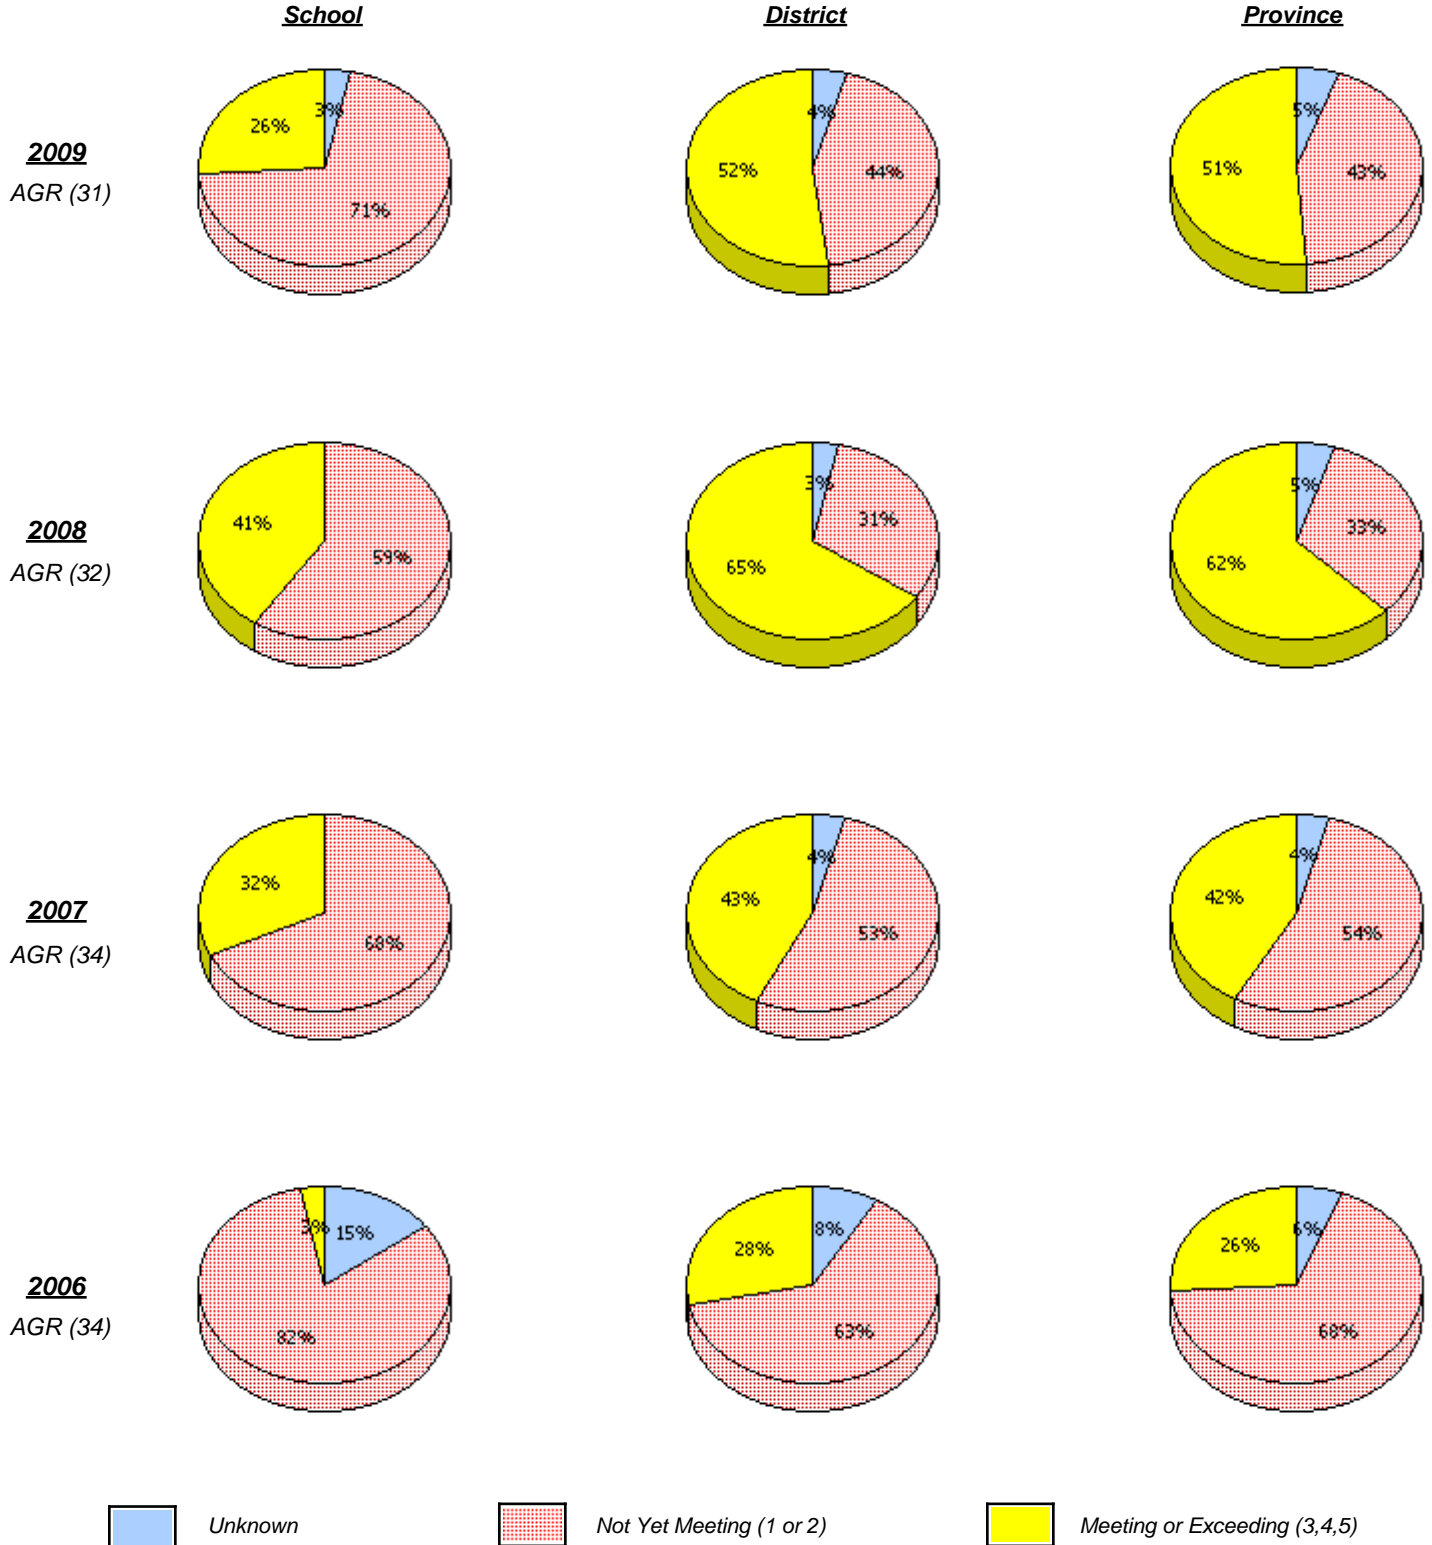 School District Province
26% 3% 71%
52% 4% 44%
51% 5% 43%
2009
AGR (31)
41% 59%
65% 3% 31%
62% 5% 33%
2008
AGR (32)
32% 68%
43% 4% 53%
42% 4% 54%
2007
AGR (34)
3% 15% 82%
28% 8% 63%
26% 6% 68%
2006
AGR (34)
Unknown Not Yet Meeting (1 or 2) Meeting or Exceeding (3,4,5)